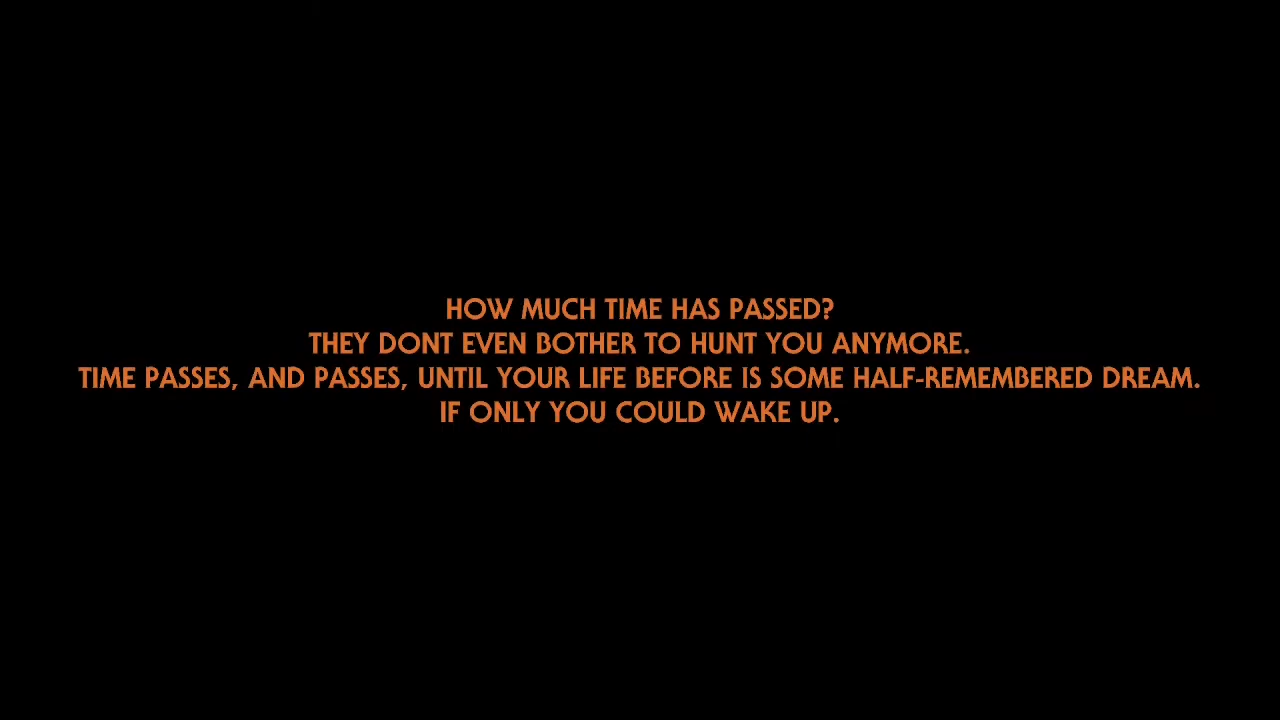 HOW MUCH TIME HAS PASSED?
THEY DONT EVEN BOTHER TO HUNT YOU ANYMORE.
TIME PASSES, AND PASSES, UNTIL YOUR LIFE BEFORE IS SOME HALF-REMEMBERED DREAM.
IF ONLY YOU COULD WAKE UP.